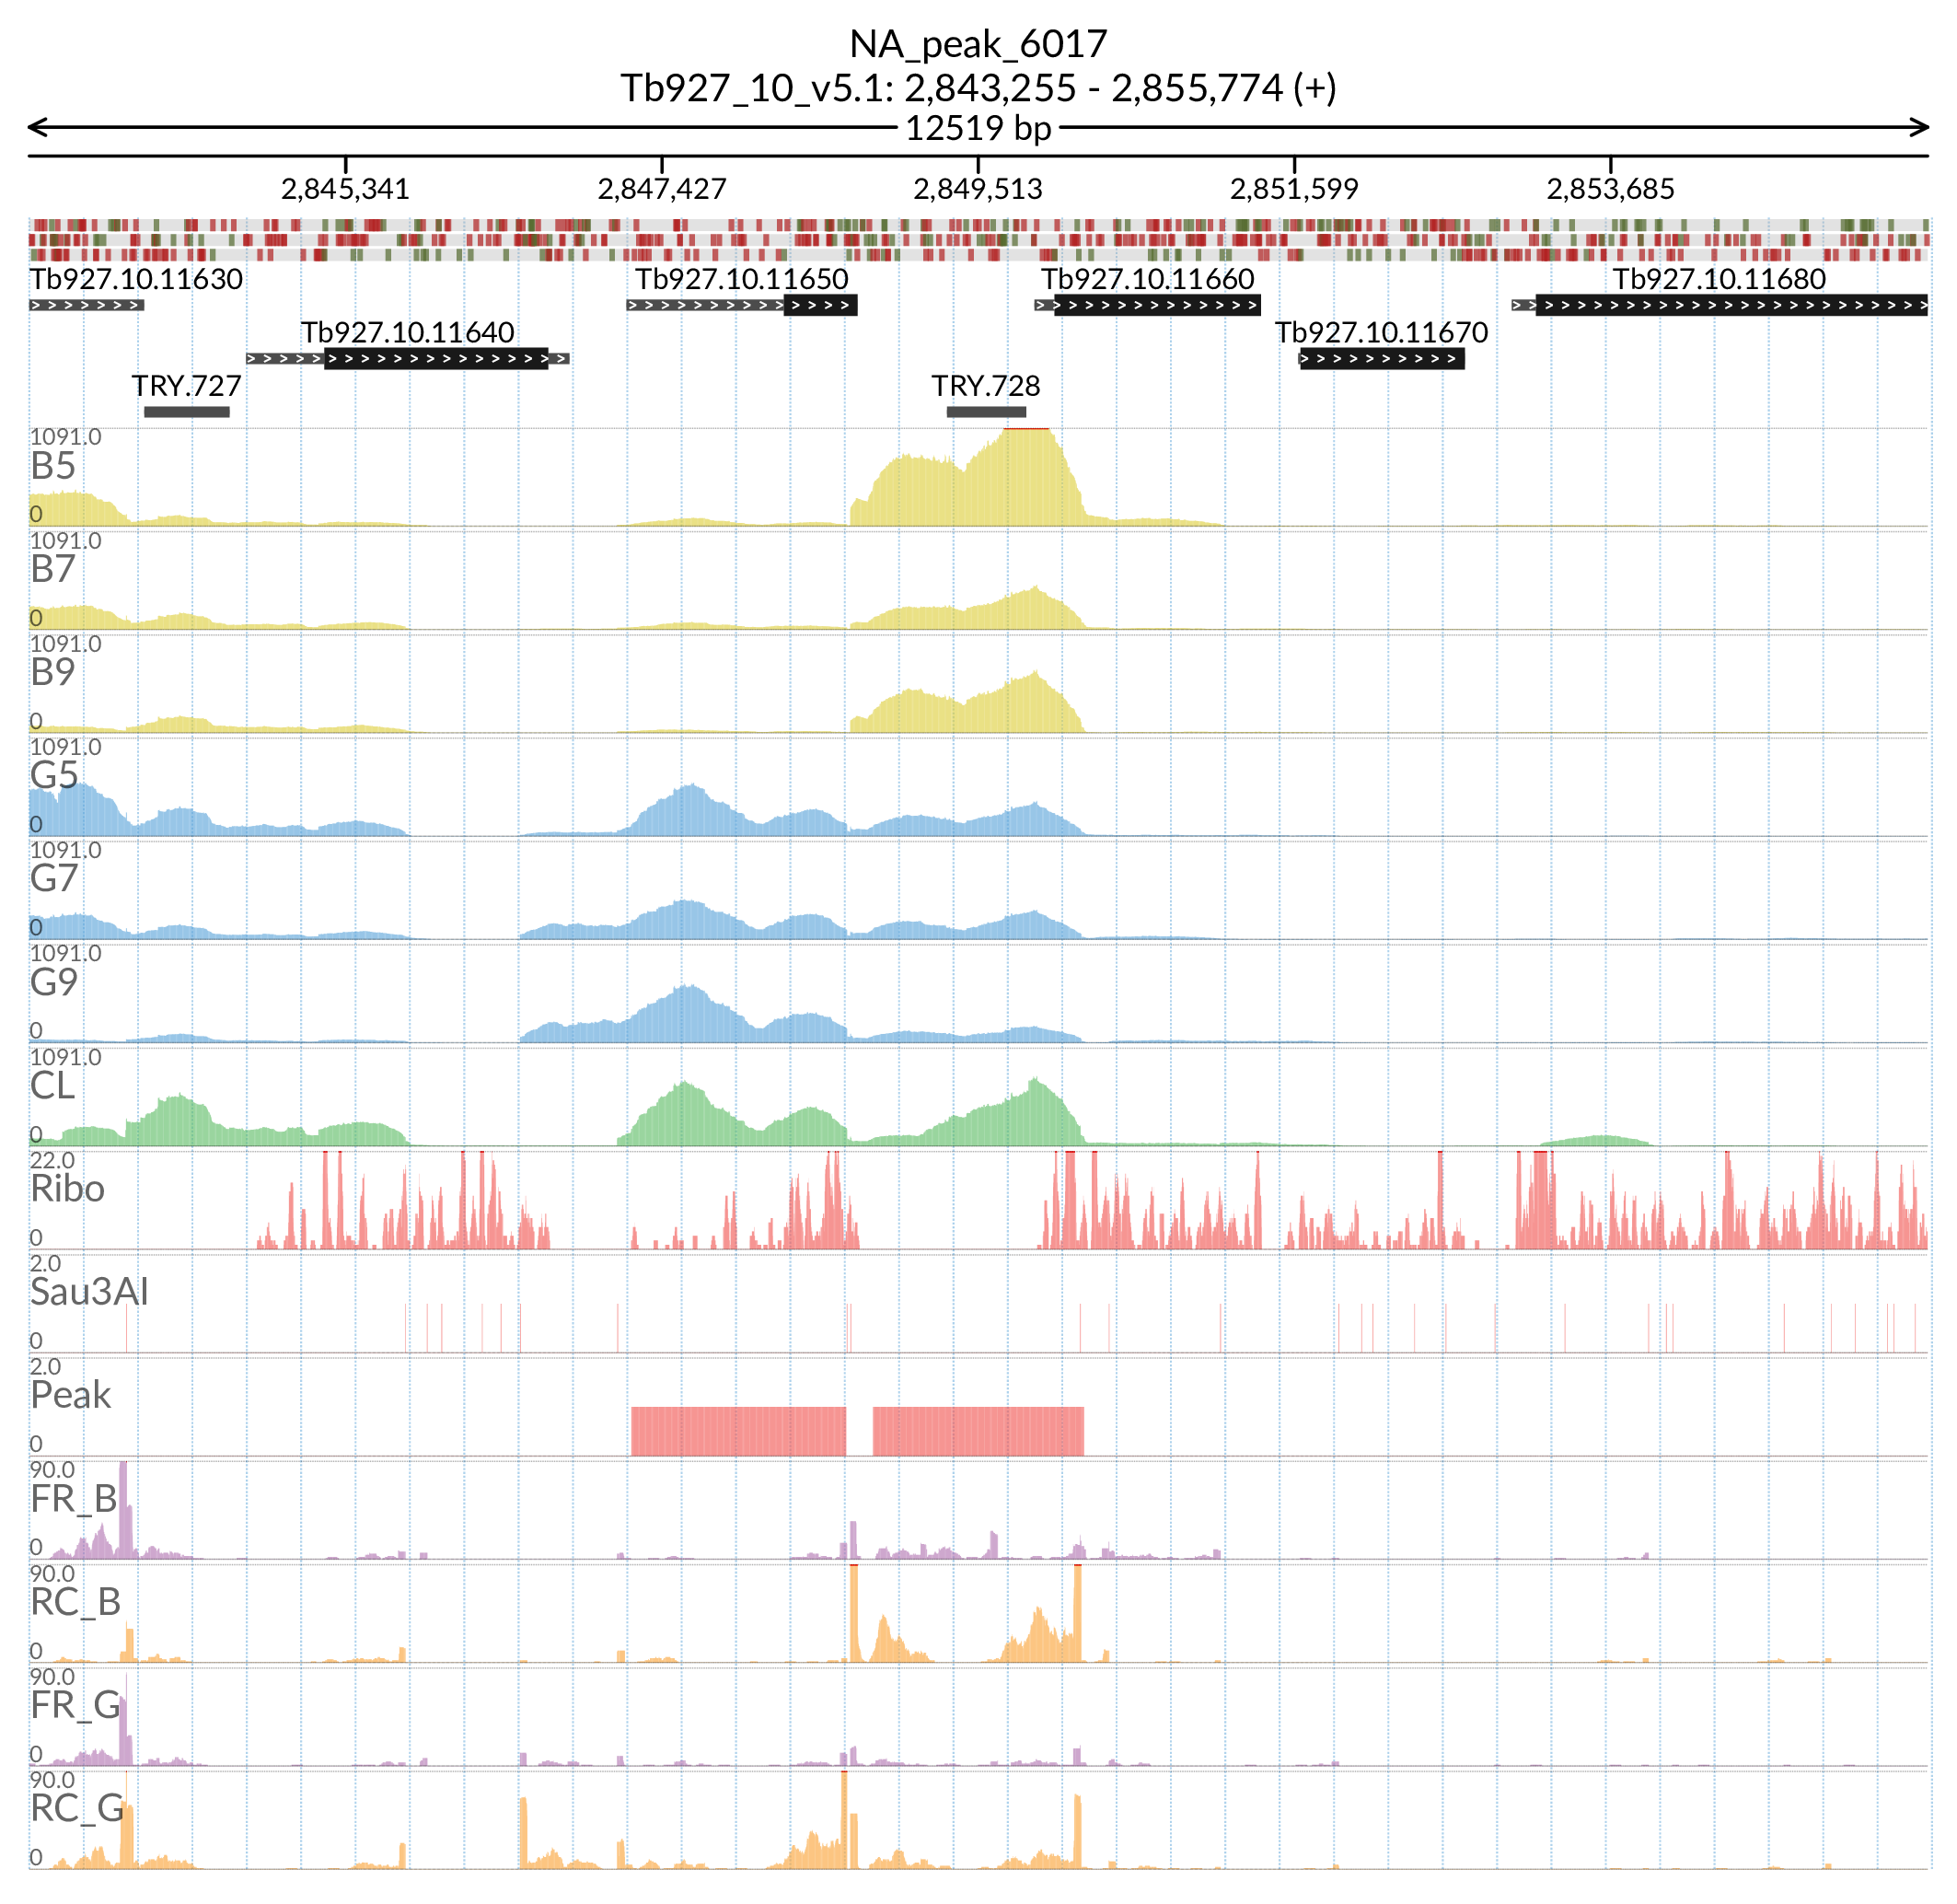 NA_peak_6017
Tb927_10_v5.1: 2,843,255 - 2,855,774 (+)
12519 bp
2,845,341 2,847,427 2,849,513 2,851,599 2,853,685
Tb927.10.11630 Tb927.10.11650 Tb927.10.11660 Tb927.10.11680
Tb927.10.11640 Tb927.10.11670
TRY.727 TRY.728
1091.0
B5
0
1091.0
B7
0
1091.0
B9
0
1091.0
G5
0
1091.0
G7
0
1091.0
G9
0
1091.0
CL
0
22.0
Ribo
0
2.0
Sau3AI
0
2.0
Peak
0
90.0
FR_B
0
90.0
RC_B
0
90.0
FR_G
0
90.0
RC_G
0